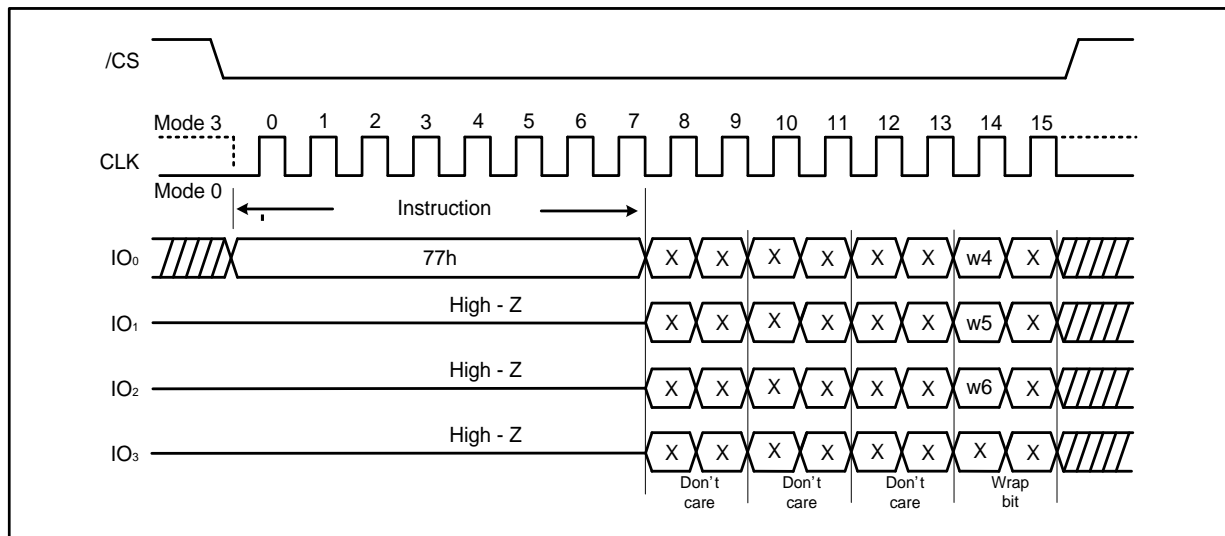 /CS
Mode 3 0 1 2 3 4 5 6 7 8 9 10 11 12 13 14 15
CLK
Mode 0
Instruction
IO₀ 77h X X X X X X w4 X
High - Z
IO₁ X X X X X X w5 X
High - Z
IO₂ X X X X X X w6 X
High - Z
IO₃ X X X X X X X X
Don't care Don't care Don't care Wrap bit